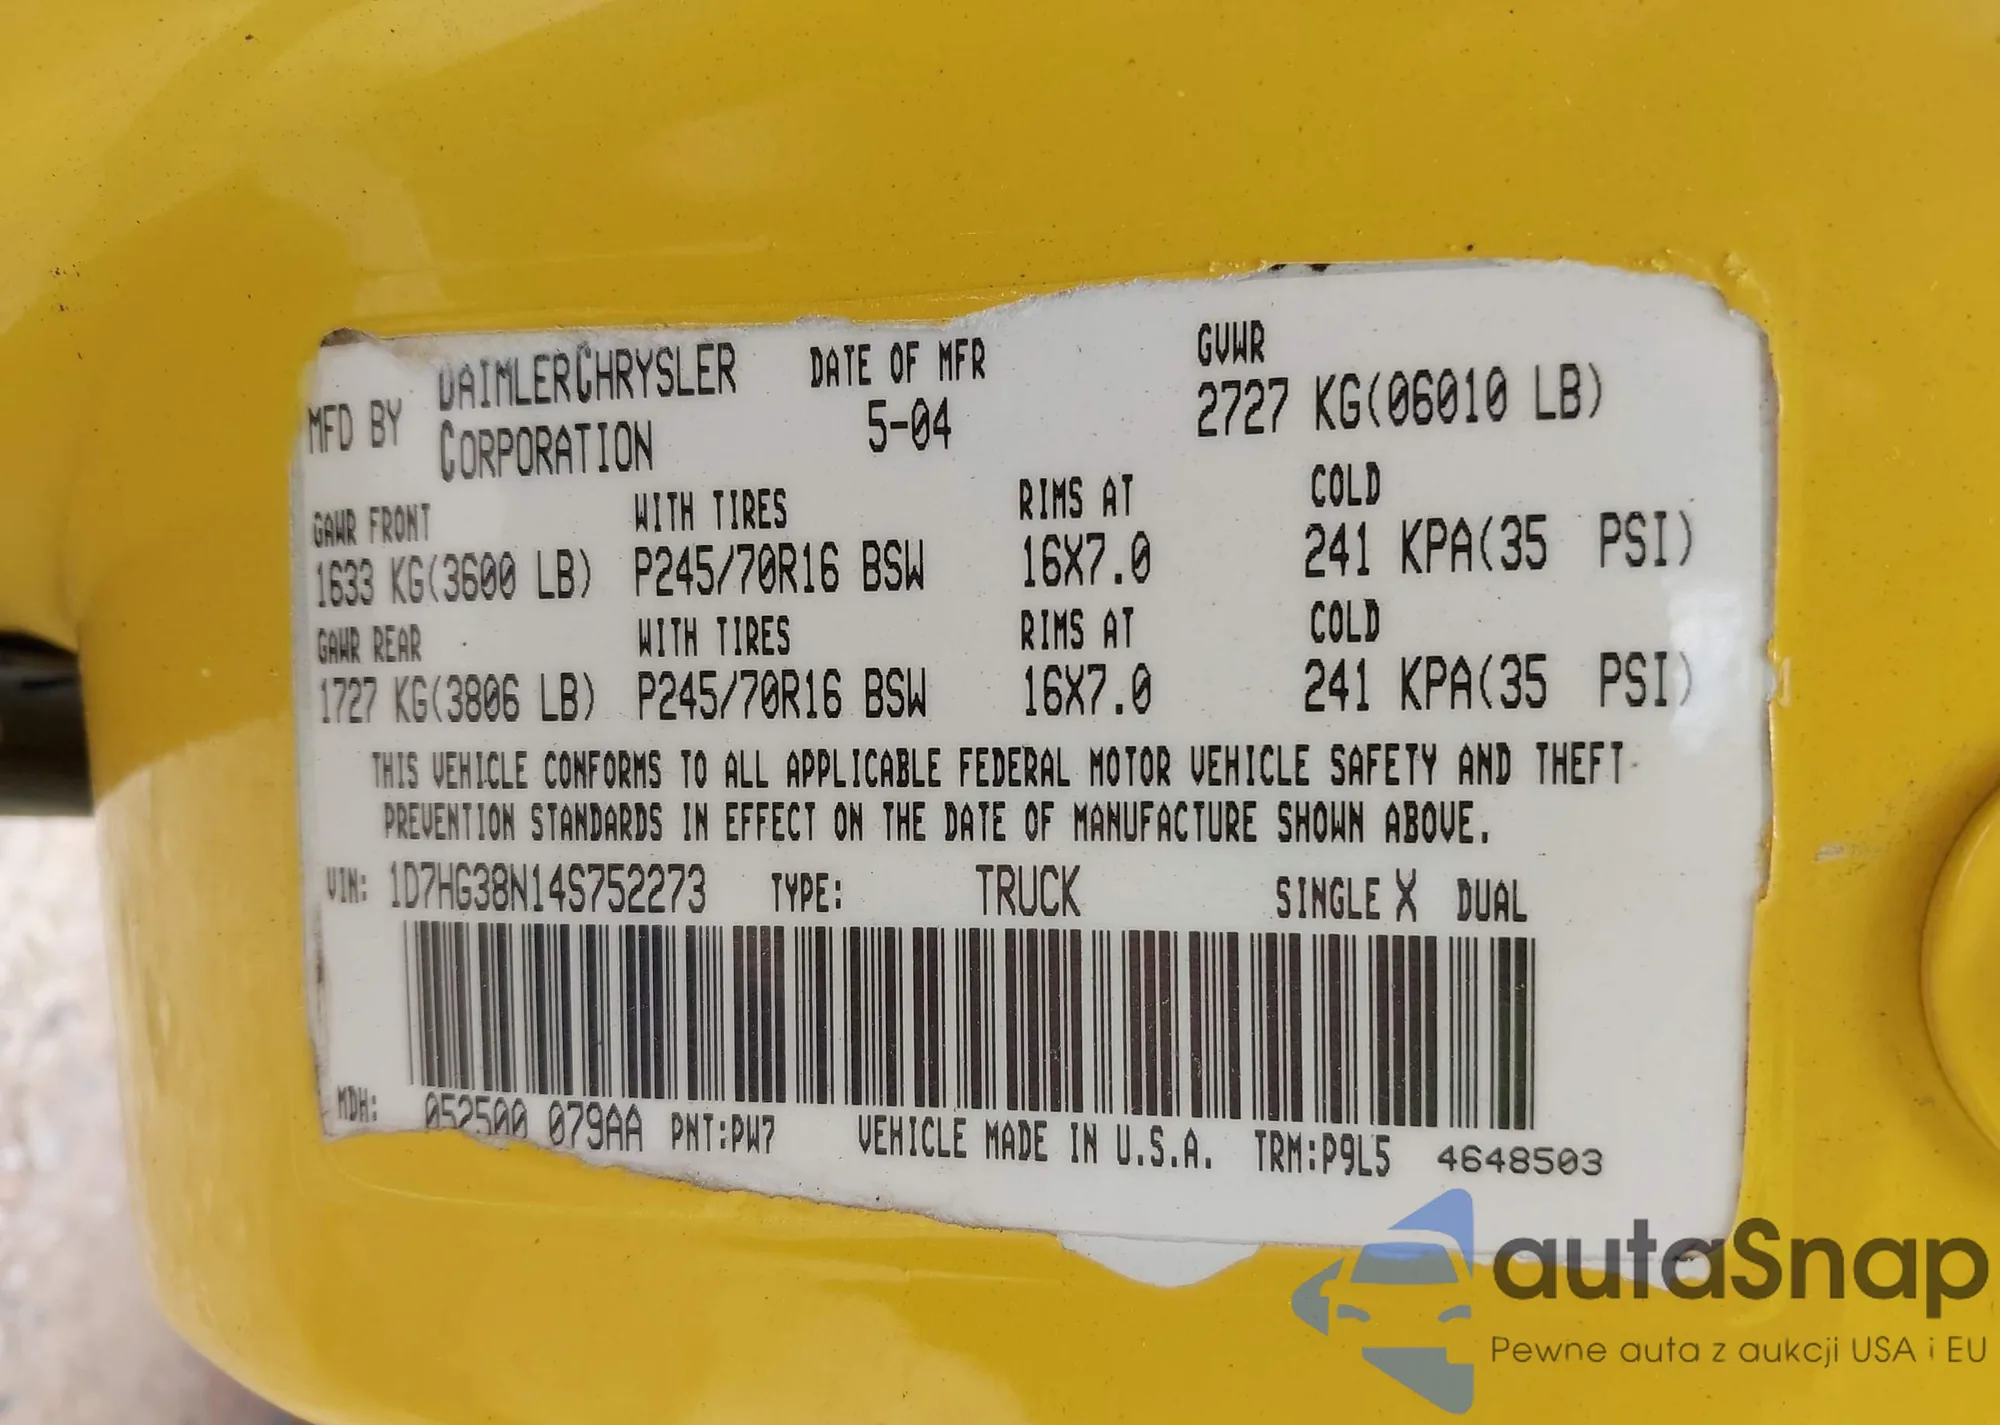 MFD BY DAIMLERCHRYSLER CORPORATION
DATE OF MFR 5-04
GVWR 2727 KG(06010 LB)
GAWR FRONT WITH TIRES RIMS AT COLD
1633 KG(3600 LB) P245/70R16 BSW 16X7.0 241 KPA(35 PSI)
GAWR REAR WITH TIRES RIMS AT COLD
1727 KG(3806 LB) P245/70R16 BSW 16X7.0 241 KPA(35 PSI)
THIS VEHICLE CONFORMS TO ALL APPLICABLE FEDERAL MOTOR VEHICLE SAFETY AND THEFT
PREVENTION STANDARDS IN EFFECT ON THE DATE OF MANUFACTURE SHOWN ABOVE.
VIN: 1D7HG38N14S752273 TYPE: TRUCK SINGLE X DUAL
MDH: 052500 079AA PNT:PW7 VEHICLE MADE IN U.S.A. TRM:P9L5 4648503
autaSnap
Pewne auta z aukcji USA i EU